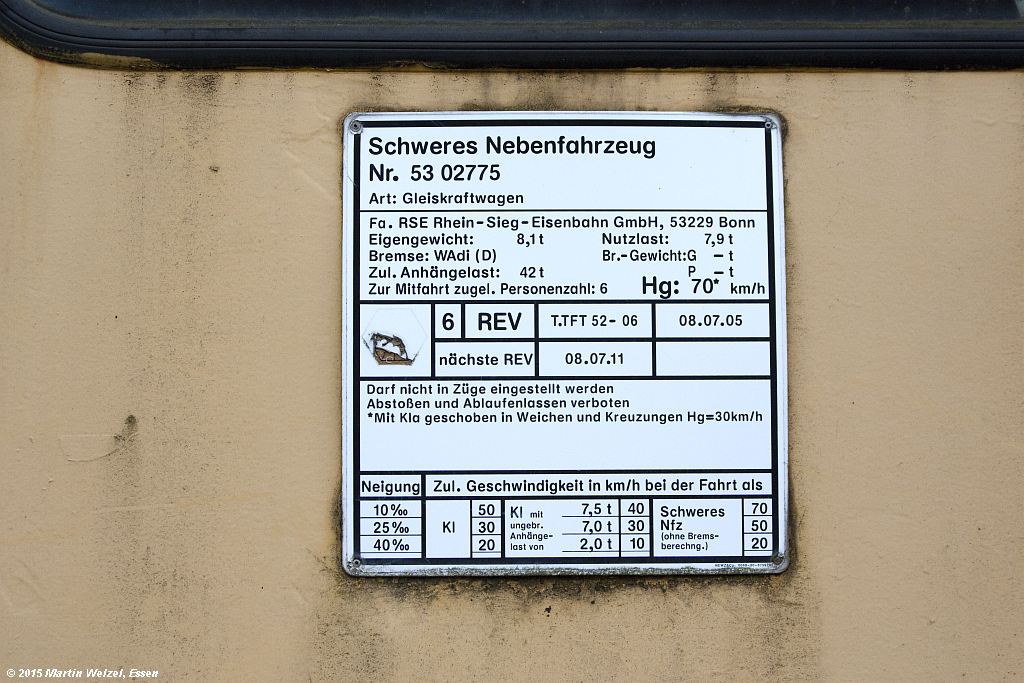 Schweres Nebenfahrzeug
Nr. 53 02775
Art: Gleiskraftwagen
Fa. RSE Rhein-Sieg-Eisenbahn GmbH, 53229 Bonn
Eigengewicht: 8,1 t Nutzlast: 7,9 t
Bremse: WAdi (D) Br.-Gewicht: G – t
Zul. Anhängelast: 42 t P – t
Zur Mitfahrt zugel. Personenzahl: 6 Hg: 70* km/h
6 REV T.TFT 52-06 08.07.05
nächste REV 08.07.11
Darf nicht in Züge eingestellt werden
Abstoßen und Ablaufenlassen verboten
*Mit Kla geschoben in Weichen und Kreuzungen Hg=30km/h
Neigung Zul. Geschwindigkeit in km/h bei der Fahrt als
10 ‰ 50 Kl mit 7,5 t 40 Schweres 70
25 ‰ Kl 30 ungebr. 7,0 t 30 Nfz 50
40 ‰ 20 Anhänge- 2,0 t 10 (ohne Brems- 20
last von berechng.)
© 2015 Martin Welzel, Essen